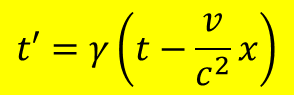 t′ = γ (t − v/c² x)